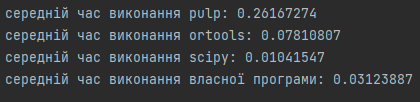 середній час виконання pulp: 0.26167274
середній час виконання ortools: 0.07810807
середній час виконання scipy: 0.01041547
середній час виконання власної програми: 0.03123887